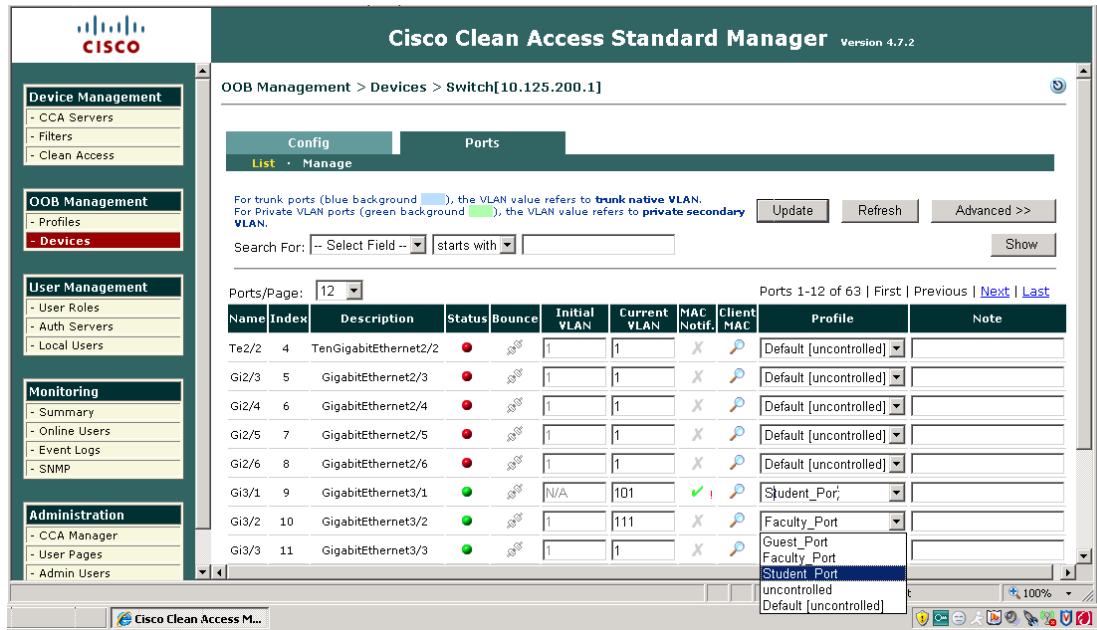 CISCO
Cisco Clean Access Standard Manager Version 4.7.2
Device Management
- CCA Servers
- Filters
- Clean Access
OOB Management
- Profiles
- Devices
User Management
- User Roles
- Auth Servers
- Local Users
Monitoring
- Summary
- Online Users
- Event Logs
- SNMP
Administration
- CCA Manager
- User Pages
- Admin Users
OOB Management > Devices > Switch[10.125.200.1]
Config
Ports
List · Manage
For trunk ports (blue background ), the VLAN value refers to trunk native VLAN.
For Private VLAN ports (green background ), the VLAN value refers to private secondary
VLAN.
Update Refresh Advanced >>
Search For: -- Select Field -- starts with Show
Ports/Page: 12 Ports 1-12 of 63 | First | Previous | Next | Last
Name Index Description Status Bounce Initial VLAN Current VLAN MAC Notif. Client MAC Profile Note
Te2/2 4 TenGigabitEthernet2/2 1 1 X Default [uncontrolled]
Gi2/3 5 GigabitEthernet2/3 1 1 X Default [uncontrolled]
Gi2/4 6 GigabitEthernet2/4 1 1 X Default [uncontrolled]
Gi2/5 7 GigabitEthernet2/5 1 1 X Default [uncontrolled]
Gi2/6 8 GigabitEthernet2/6 1 1 X Default [uncontrolled]
Gi3/1 9 GigabitEthernet3/1 N/A 101 ! Student_Por
Gi3/2 10 GigabitEthernet3/2 1 111 X Faculty_Port
Gi3/3 11 GigabitEthernet3/3 1 1 X
Guest_Port
Faculty_Port
Student_Port
uncontrolled
Default [uncontrolled]
100%
Cisco Clean Access M...